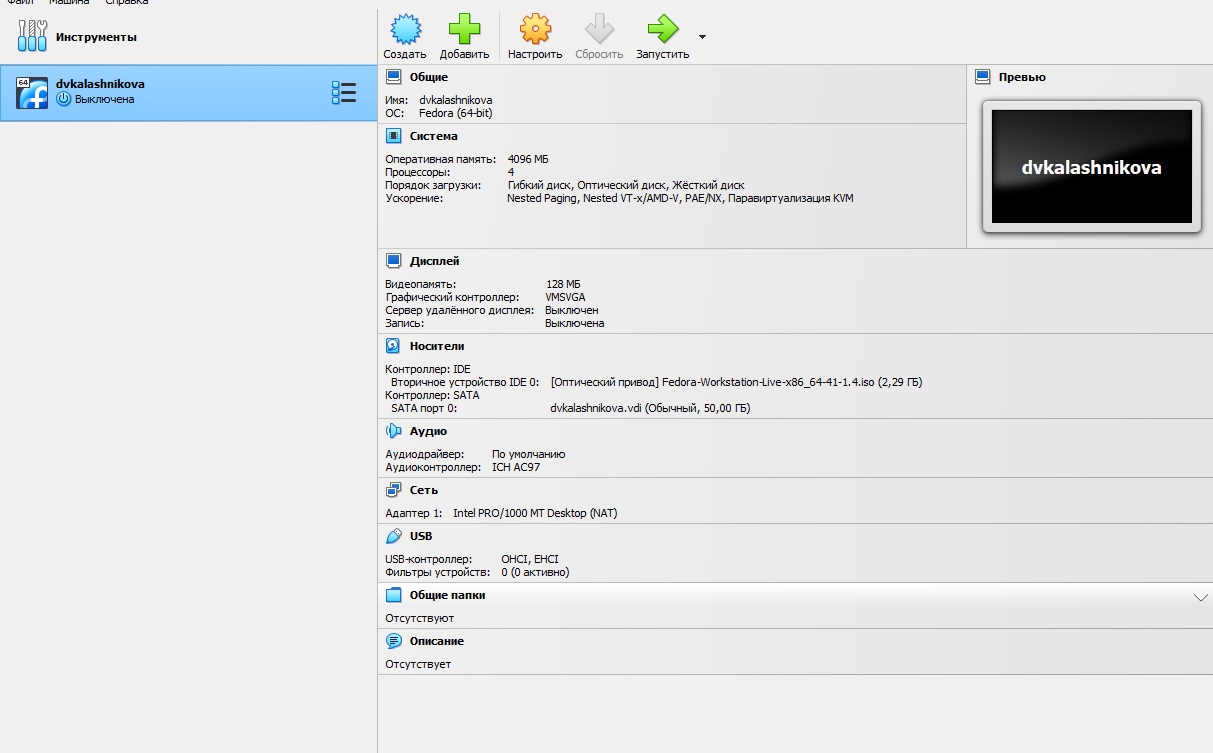 Файл Машина Справка
Инструменты
Создать Добавить Настроить Сбросить Запустить
64
dvkalashnikova
Выключена
Общие
Имя: dvkalashnikova
ОС: Fedora (64-bit)
Превью
dvkalashnikova
Система
Оперативная память: 4096 МБ
Процессоры: 4
Порядок загрузки: Гибкий диск, Оптический диск, Жёсткий диск
Ускорение: Nested Paging, Nested VT-x/AMD-V, PAE/NX, Паравиртуализация KVM
Дисплей
Видеопамять: 128 МБ
Графический контроллер: VMSVGA
Сервер удалённого дисплея: Выключен
Запись: Выключена
Носители
Контроллер: IDE
Вторичное устройство IDE 0: [Оптический привод] Fedora-Workstation-Live-x86_64-41-1.4.iso (2,29 ГБ)
Контроллер: SATA
SATA порт 0: dvkalashnikova.vdi (Обычный, 50,00 ГБ)
Аудио
Аудиодрайвер: По умолчанию
Аудиоконтроллер: ICH AC97
Сеть
Адаптер 1: Intel PRO/1000 MT Desktop (NAT)
USB
USB-контроллер: OHCI, EHCI
Фильтры устройств: 0 (0 активно)
Общие папки
Отсутствуют
Описание
Отсутствует